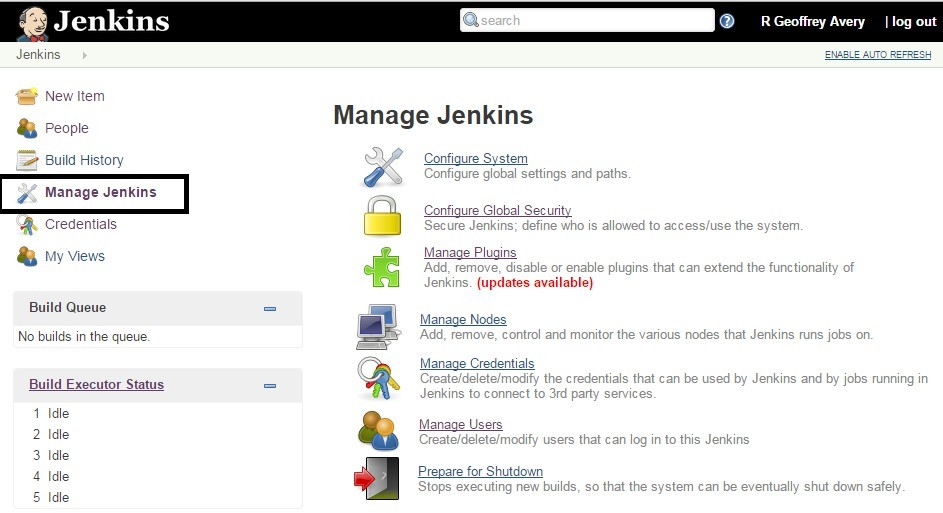 Jenkins
search
R Geoffrey Avery
| log out
Jenkins
ENABLE AUTO REFRESH
New Item
People
Build History
Manage Jenkins
Credentials
My Views
Build Queue
No builds in the queue.
Build Executor Status
1 Idle
2 Idle
3 Idle
4 Idle
5 Idle
Manage Jenkins
Configure System
Configure global settings and paths.
Configure Global Security
Secure Jenkins; define who is allowed to access/use the system.
Manage Plugins
Add, remove, disable or enable plugins that can extend the functionality of
Jenkins. (updates available)
Manage Nodes
Add, remove, control and monitor the various nodes that Jenkins runs jobs on.
Manage Credentials
Create/delete/modify the credentials that can be used by Jenkins and by jobs running in
Jenkins to connect to 3rd party services.
Manage Users
Create/delete/modify users that can log in to this Jenkins
Prepare for Shutdown
Stops executing new builds, so that the system can be eventually shut down safely.